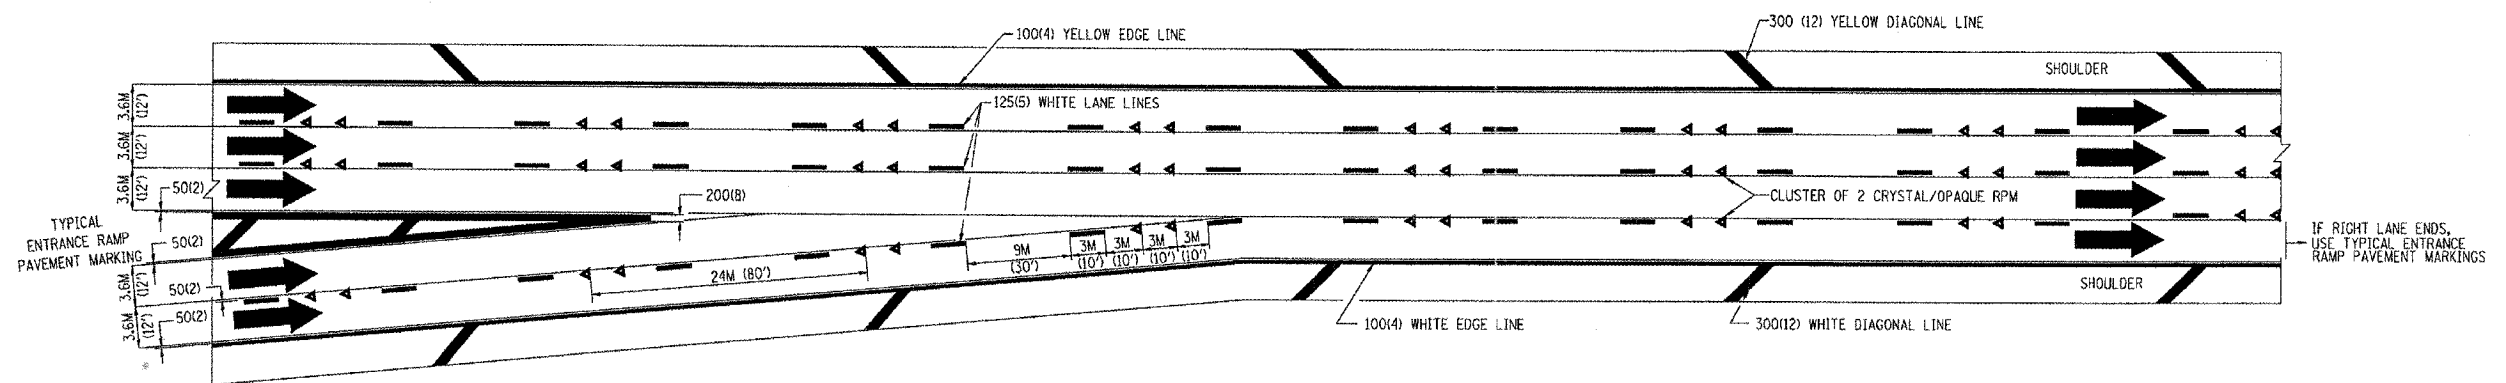 300 (12) YELLOW DIAGONAL LINE
100(4) YELLOW EDGE LINE
SHOULDER
125(5) WHITE LANE LINES
3.6M
(12')
3.6M
(12')
3.6M
(12')
50(2)
200(8)
CLUSTER OF 2 CRYSTAL/OPAQUE RPM
TYPICAL
ENTRANCE RAMP
PAVEMENT MARKING
50(2)
IF RIGHT LANE ENDS,
USE TYPICAL ENTRANCE
RAMP PAVEMENT MARKINGS
9M
(30')
3M
(10')
3M
(10')
3M
(10')
3M
(10')
24M (80')
3.6M
(12')
50(2)
3.6M
(12')
50(2)
SHOULDER
100(4) WHITE EDGE LINE
300(12) WHITE DIAGONAL LINE